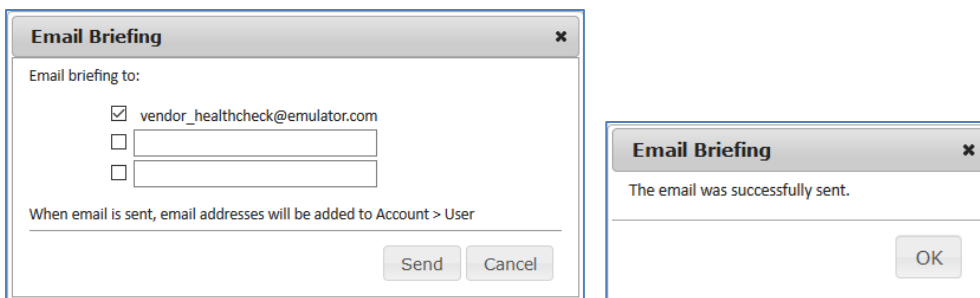 Email Briefing
Email briefing to:
vendor_healthcheck@emulator.com
When email is sent, email addresses will be added to Account > User
Send Cancel
Email Briefing
The email was successfully sent.
OK